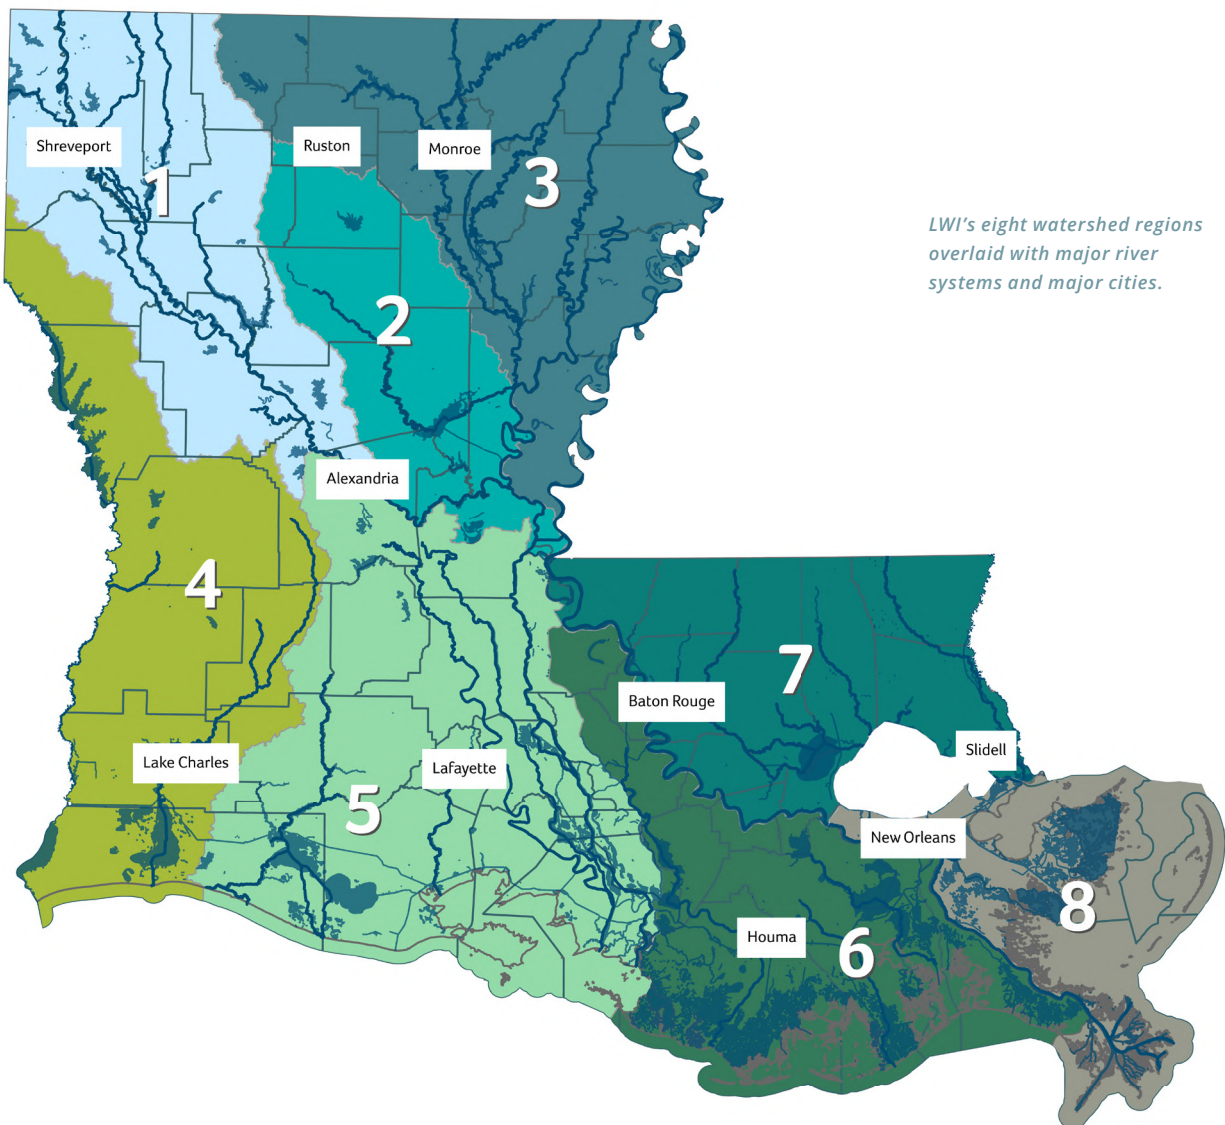 Shreveport
Ruston
Monroe
1
3
LWI's eight watershed regions
overlaid with major river
systems and major cities.
2
Alexandria
4
7
Baton Rouge
Slidell
Lake Charles
Lafayette
5
New Orleans
8
Houma
6